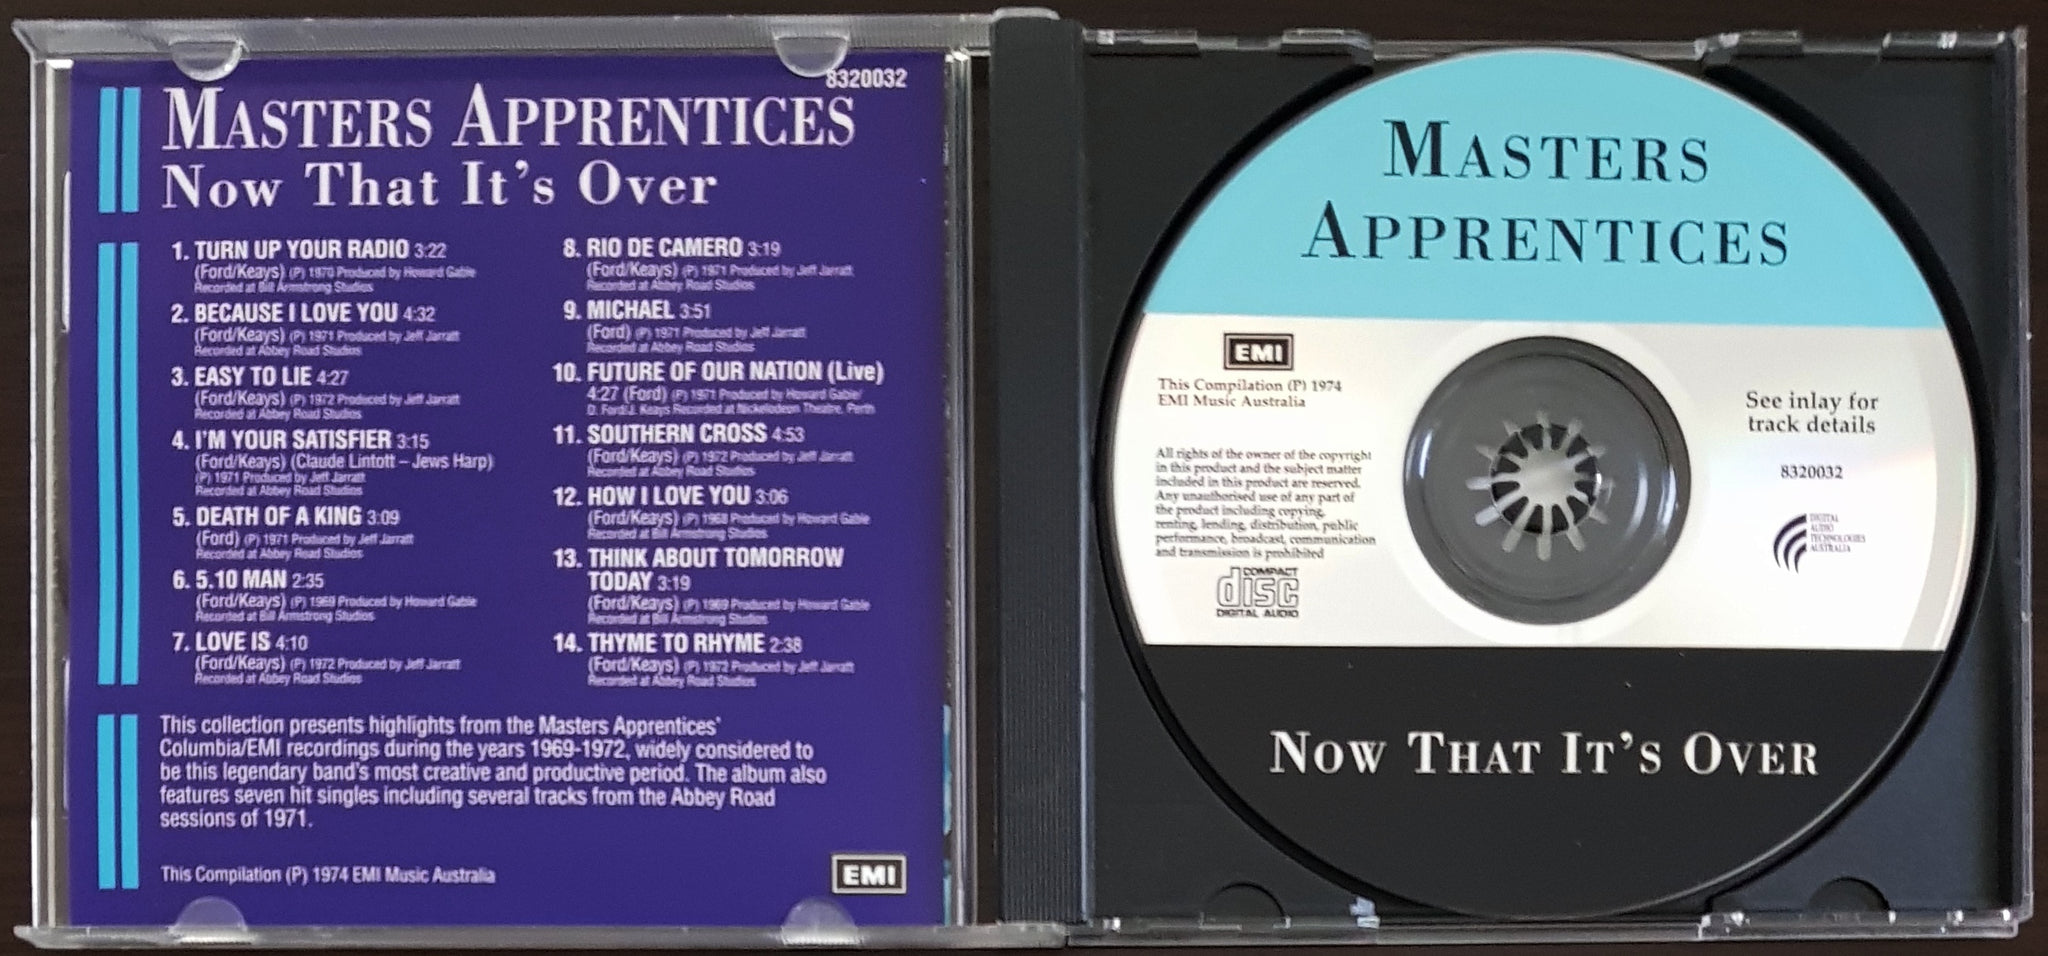 8320032
MASTERS APPRENTICES
Now That It's Over
1. TURN UP YOUR RADIO 3:22
(Ford/Keays) (P) 1970 Produced by Howard Gable
Recorded at Bill Armstrong Studios
2. BECAUSE I LOVE YOU 4:32
(Ford/Keays) (P) 1971 Produced by Jeff Jarratt
Recorded at Abbey Road Studios
3. EASY TO LIE 4:27
(Ford/Keays) (P) 1972 Produced by Jeff Jarratt
Recorded at Abbey Road Studios
4. I'M YOUR SATISFIER 3:15
(Ford/Keays) (Claude Lintott – Jews Harp)
(P) 1971 Produced by Jeff Jarratt
Recorded at Abbey Road Studios
5. DEATH OF A KING 3:09
(Ford) (P) 1971 Produced by Jeff Jarratt
Recorded at Abbey Road Studios
6. 5.10 MAN 2:35
(Ford/Keays) (P) 1969 Produced by Howard Gable
Recorded at Bill Armstrong Studios
7. LOVE IS 4:10
(Ford/Keays) (P) 1972 Produced by Jeff Jarratt
Recorded at Abbey Road Studios
8. RIO DE CAMERO 3:19
(Ford/Keays) (P) 1971 Produced by Jeff Jarratt
Recorded at Abbey Road Studios
9. MICHAEL 3:51
(Ford) (P) 1971 Produced by Jeff Jarratt
Recorded at Abbey Road Studios
10. FUTURE OF OUR NATION (Live)
4:27 (Ford) (P) 1971 Produced by Howard Gable/
D. Ford/J. Keays Recorded at Nickelodeon Theatre, Perth
11. SOUTHERN CROSS 4:53
(Ford/Keays) (P) 1972 Produced by Jeff Jarratt
Recorded at Abbey Road Studios
12. HOW I LOVE YOU 3:06
(Ford/Keays) (P) 1968 Produced by Howard Gable
Recorded at Bill Armstrong Studios
13. THINK ABOUT TOMORROW
TODAY 3:19
(Ford/Keays) (P) 1969 Produced by Howard Gable
Recorded at Bill Armstrong Studios
14. THYME TO RHYME 2:38
(Ford/Keays) (P) 1972 Produced by Jeff Jarratt
Recorded at Abbey Road Studios
This collection presents highlights from the Masters Apprentices'
Columbia/EMI recordings during the years 1969-1972, widely considered to
be this legendary band's most creative and productive period. The album also
features seven hit singles including several tracks from the Abbey Road
sessions of 1971.
This Compilation (P) 1974 EMI Music Australia
EMI
MASTERS
APPRENTICES
EMI
This Compilation (P) 1974
EMI Music Australia
All rights of the owner of the copyright
in this product and the subject matter
included in this product are reserved.
Any unauthorised use of any part of
the product including copying,
renting, lending, distribution, public
performance, broadcast, communication
and transmission is prohibited
COMPACT
disc
DIGITAL AUDIO
See inlay for
track details
8320032
DIGITAL
AUDIO
TECHNOLOGIES
AUSTRALIA
NOW THAT IT'S OVER